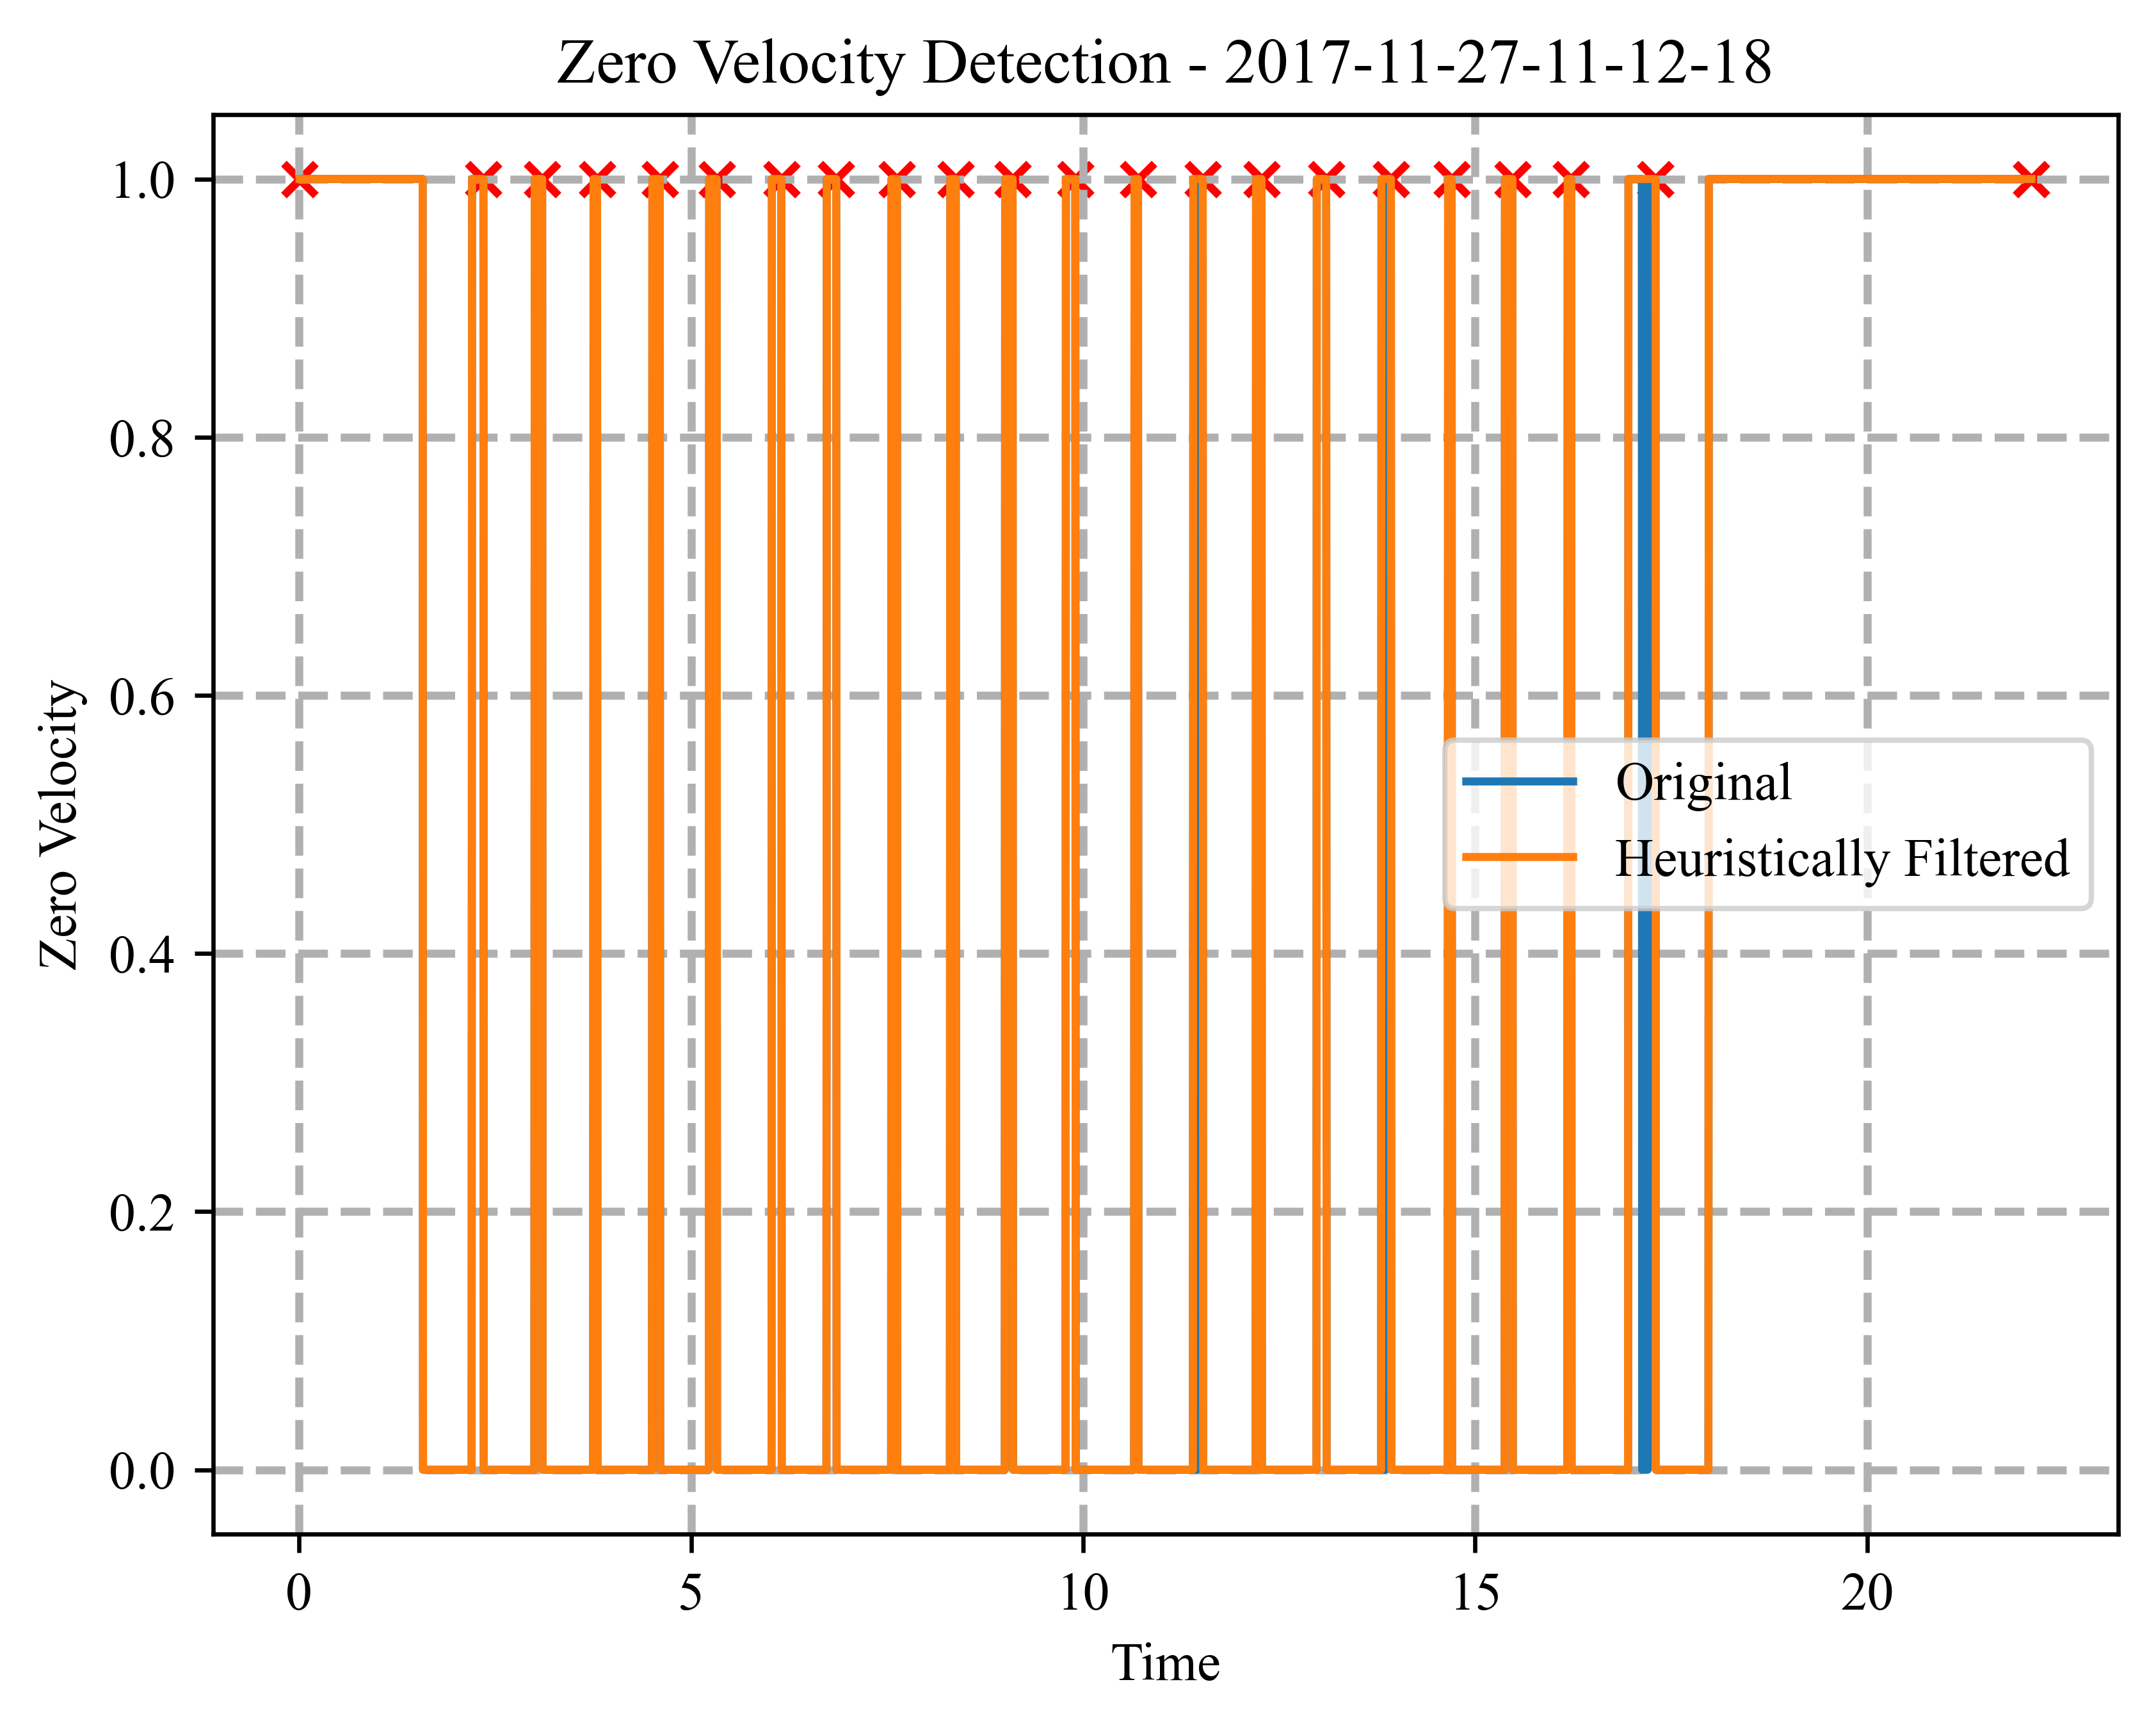 Zero Velocity Detection - 2017-11-27-11-12-18
1.0
0.8
0.6
0.4
0.2
0.0
Zero Velocity
Original
Heuristically Filtered
0 5 10 15 20
Time